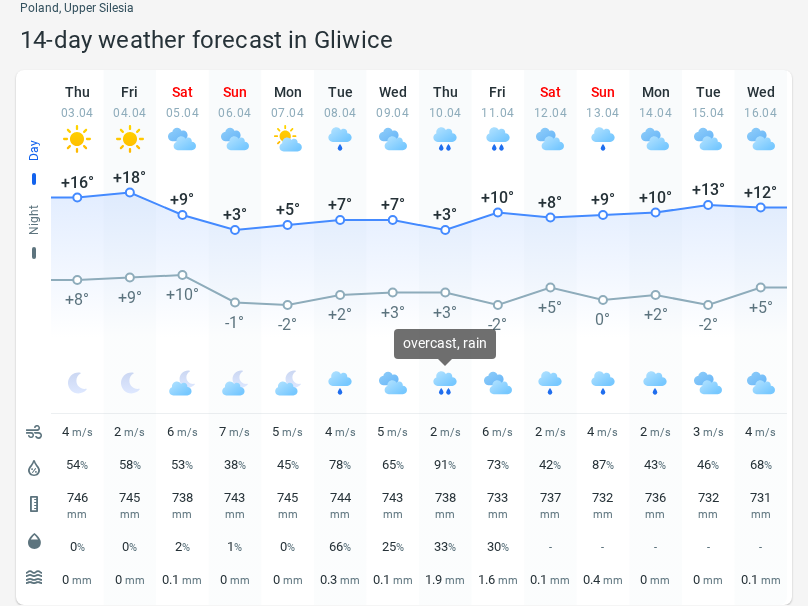 Poland, Upper Silesia
14-day weather forecast in Gliwice
Thu Fri Sat Sun Mon Tue Wed Thu Fri Sat Sun Mon Tue Wed
03.04 04.04 05.04 06.04 07.04 08.04 09.04 10.04 11.04 12.04 13.04 14.04 15.04 16.04
Day
+16° +18° +9° +3° +5° +7° +7° +3° +10° +8° +9° +10° +13° +12°
Night
+8° +9° +10° -1° -2° +2° +3° +3° -2° +5° 0° +2° -2° +5°
overcast, rain
4 m/s 2 m/s 6 m/s 7 m/s 5 m/s 4 m/s 5 m/s 2 m/s 6 m/s 2 m/s 4 m/s 2 m/s 3 m/s 4 m/s
54% 58% 53% 38% 45% 78% 65% 91% 73% 42% 87% 43% 46% 68%
746 745 738 743 745 744 743 738 733 737 732 736 732 731
mm mm mm mm mm mm mm mm mm mm mm mm mm mm
0% 0% 2% 1% 0% 66% 25% 33% 30% - - - - -
0 mm 0 mm 0.1 mm 0 mm 0 mm 0.3 mm 0.1 mm 1.9 mm 1.6 mm 0.1 mm 0.4 mm 0 mm 0 mm 0.1 mm